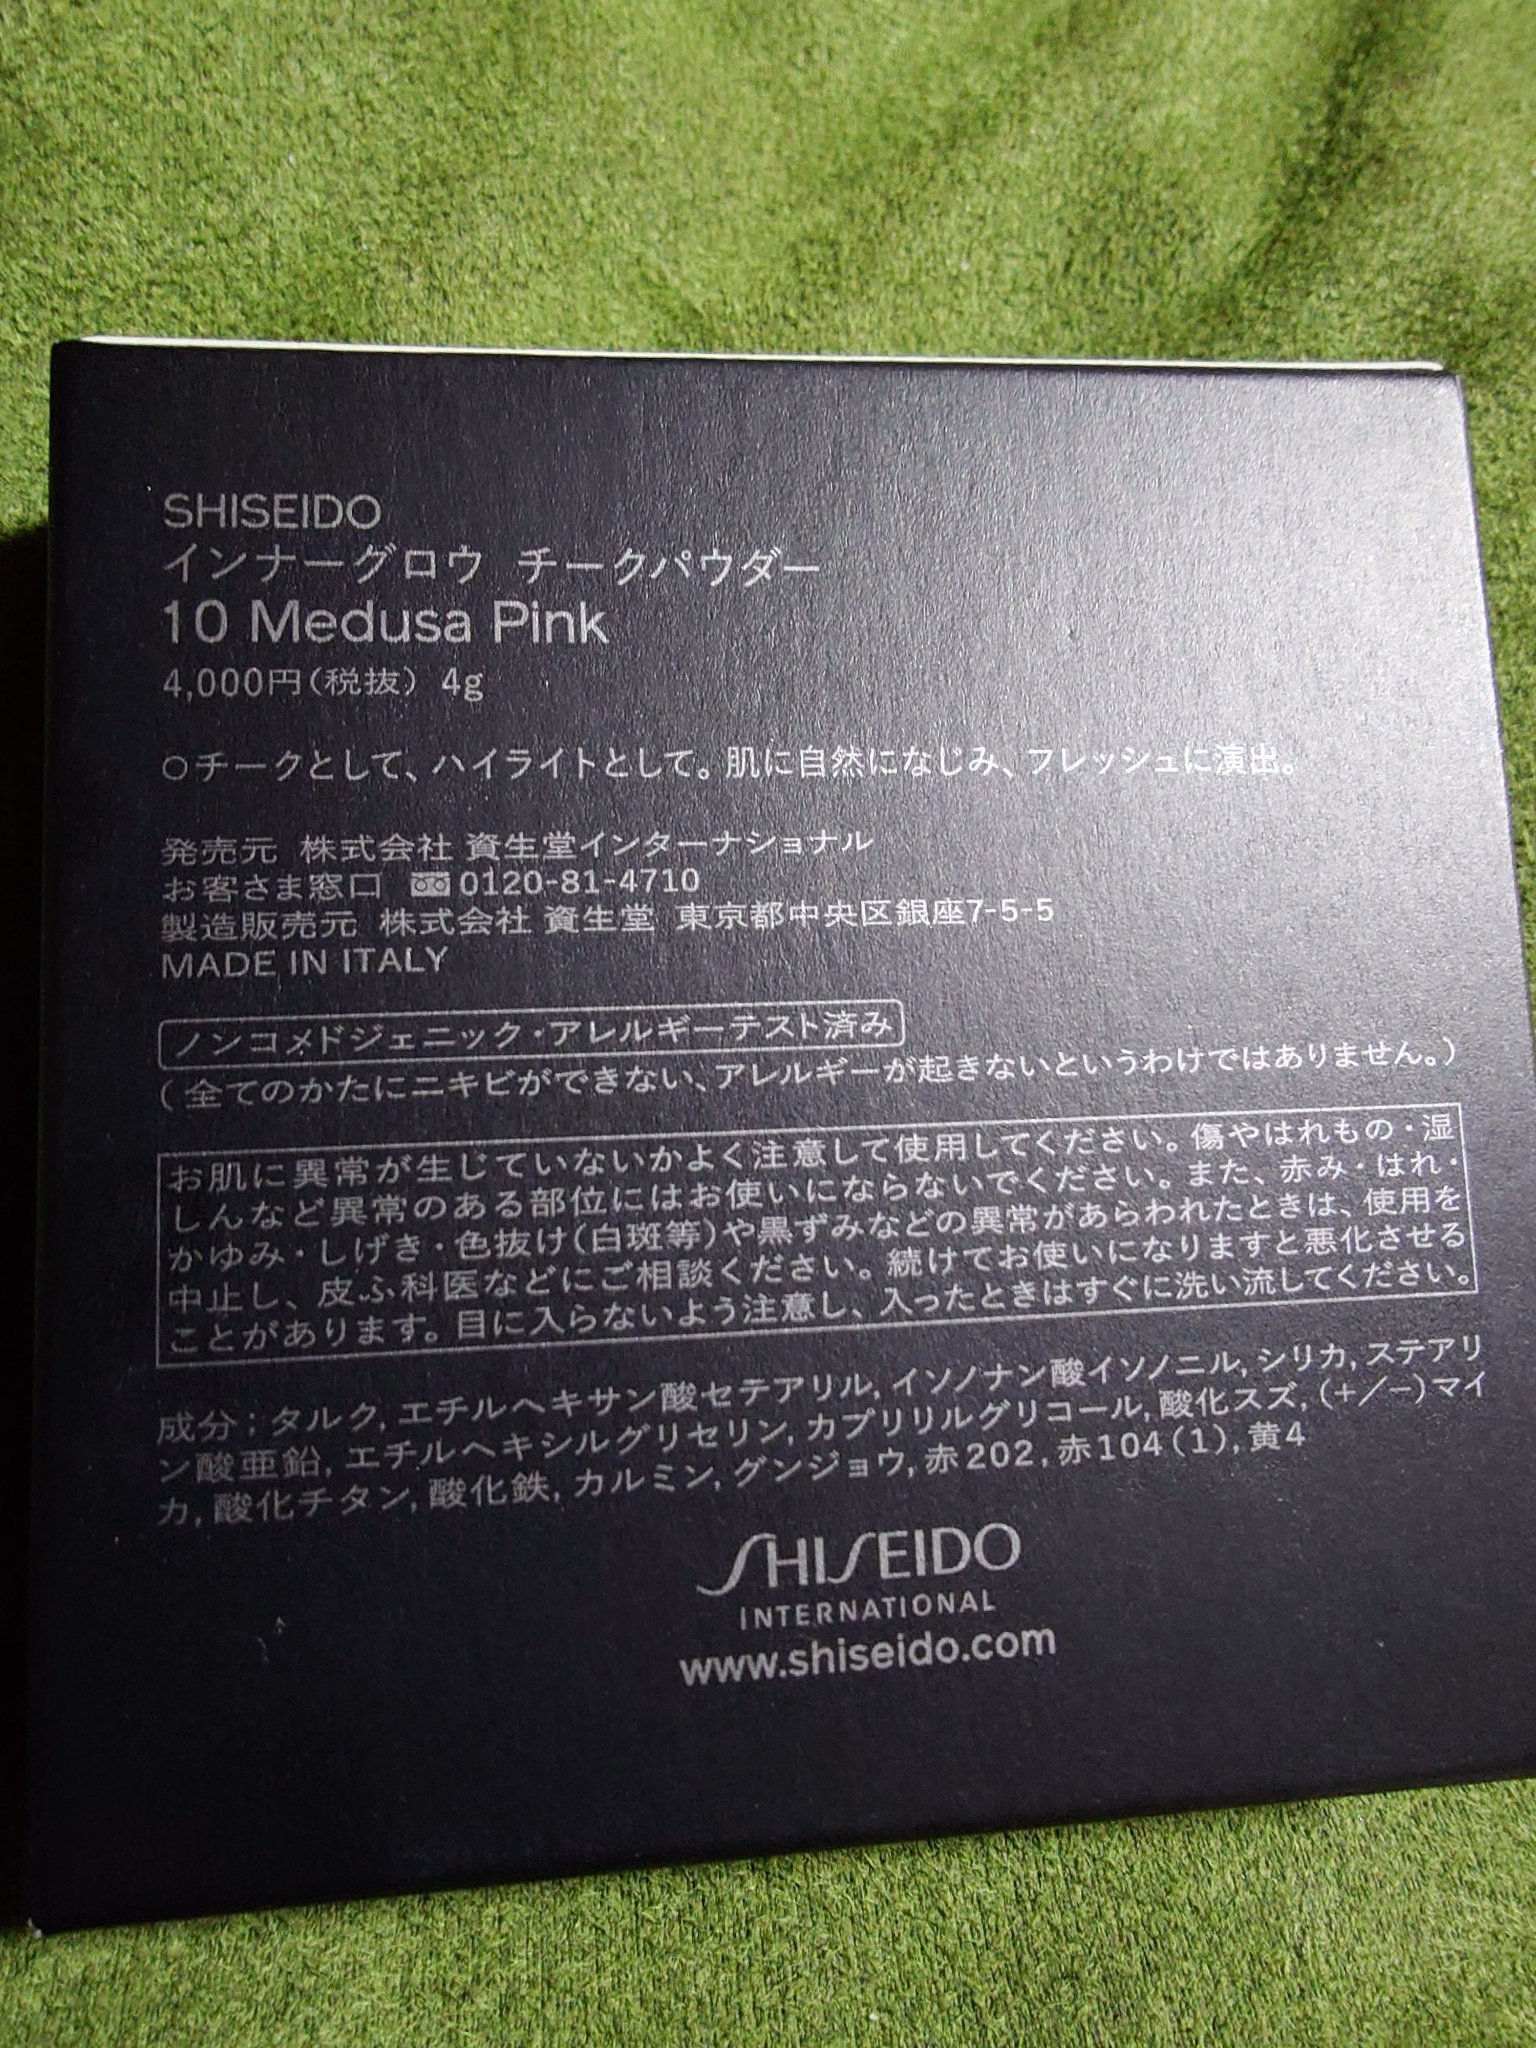 SHISEIDO
インナーグロウ チークパウダー
10 Medusa Pink
4,000円(税抜) 4g
○チークとして、ハイライトとして。肌に自然になじみ、フレッシュに演出。
発売元 株式会社 資生堂インターナショナル
お客さま窓口 0120-81-4710
製造販売元 株式会社 資生堂 東京都中央区銀座7-5-5
MADE IN ITALY
ノンコメドジェニック・アレルギーテスト済み
(全てのかたにニキビができない、アレルギーが起きないというわけではありません。)
お肌に異常が生じていないかよく注意して使用してください。傷やはれもの・湿
しんなど異常のある部位にはお使いにならないでください。また、赤み・はれ・
かゆみ・しげき・色抜け(白斑等)や黒ずみなどの異常があらわれたときは、使用を
中止し、皮ふ科医などにご相談ください。続けてお使いになりますと悪化させる
ことがあります。目に入らないよう注意し、入ったときはすぐに洗い流してください。
成分;タルク,エチルヘキサン酸セテアリル,イソノナン酸イソノニル,シリカ,ステアリ
ン酸亜鉛,エチルヘキシルグリセリン,カプリリルグリコール,酸化スズ,(+/-)マイ
カ,酸化チタン,酸化鉄,カルミン,グンジョウ,赤202,赤104(1),黄4
SHISEIDO
INTERNATIONAL
www.shiseido.com